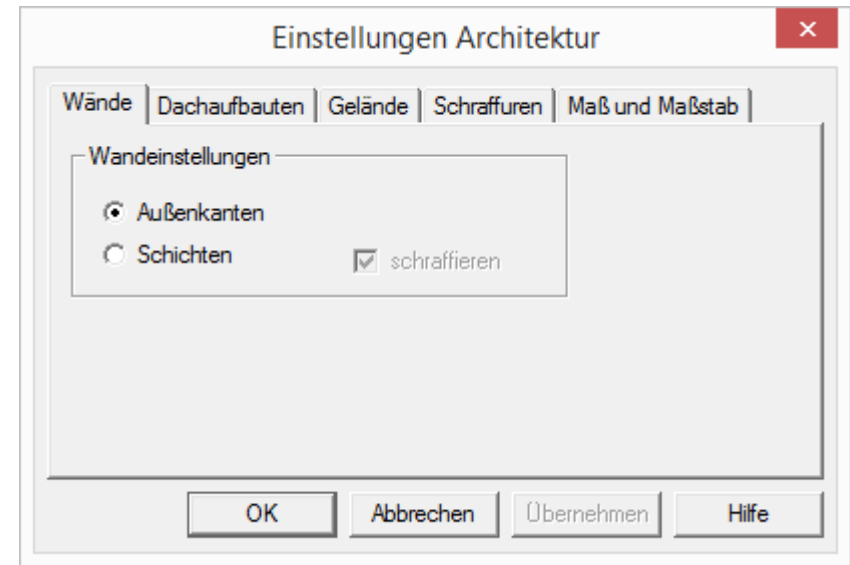 Einstellungen Architektur
Wände Dachaufbauten Gelände Schraffuren Maß und Maßstab
Wandeinstellungen
Außenkanten
Schichten schraffieren
OK Abbrechen Übernehmen Hilfe